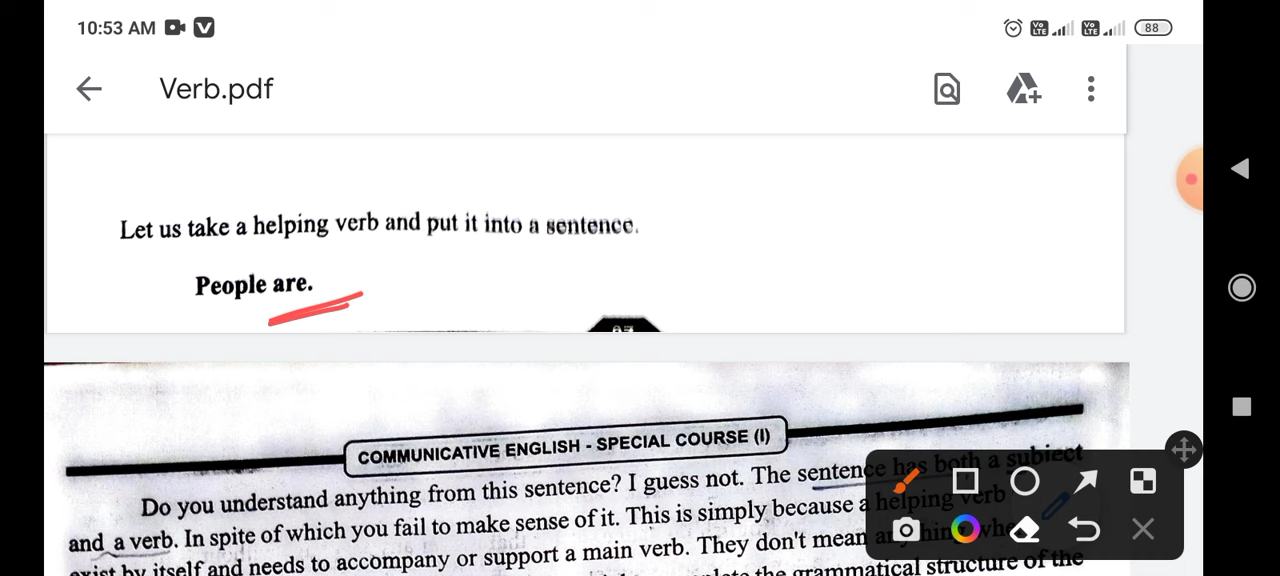 10:53 AM
88
Verb.pdf
Let us take a helping verb and put it into a sentence.
People are.
COMMUNICATIVE ENGLISH - SPECIAL COURSE (I)
Do you understand anything from this sentence? I guess not. The sentence has both a subject
and a verb. In spite of which you fail to make sense of it. This is simply because a helping verb
exist by itself and needs to accompany or support a main verb. They don't mean
the grammatical structure of the